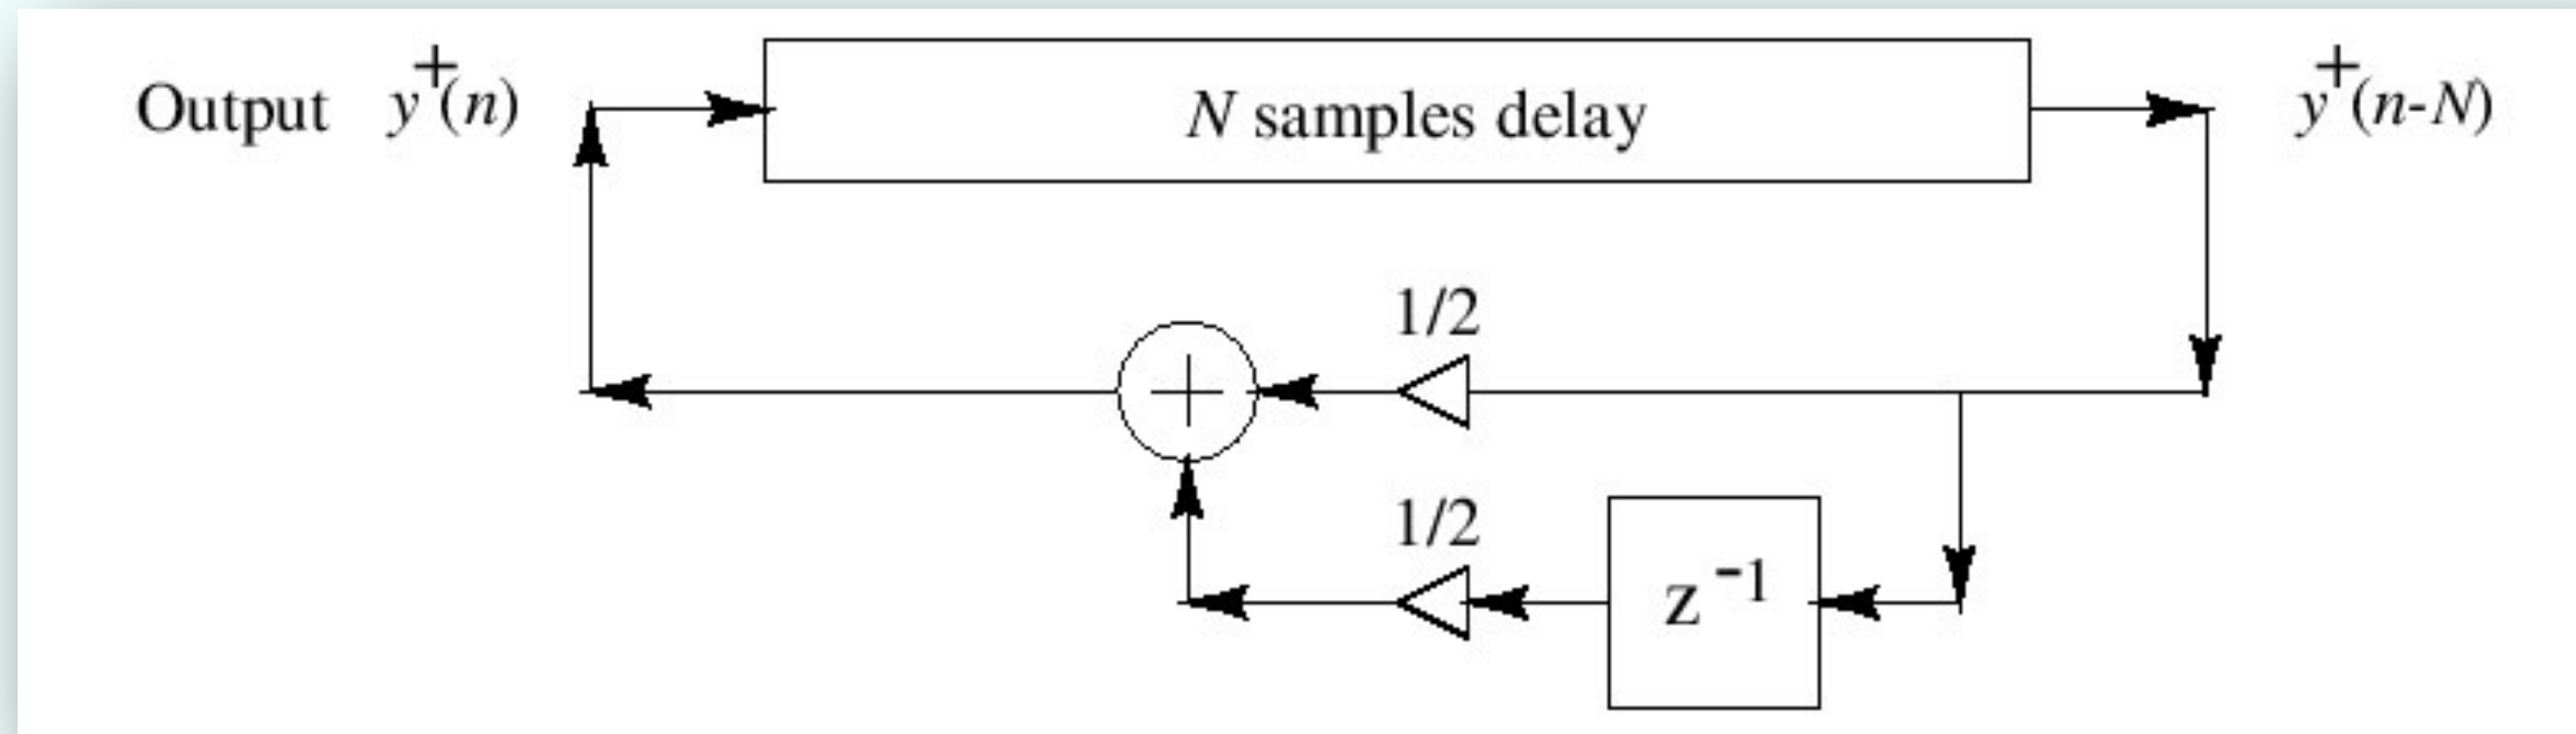 Output y⁺(n)
N samples delay
y⁺(n-N)
1/2
+
1/2
z⁻¹